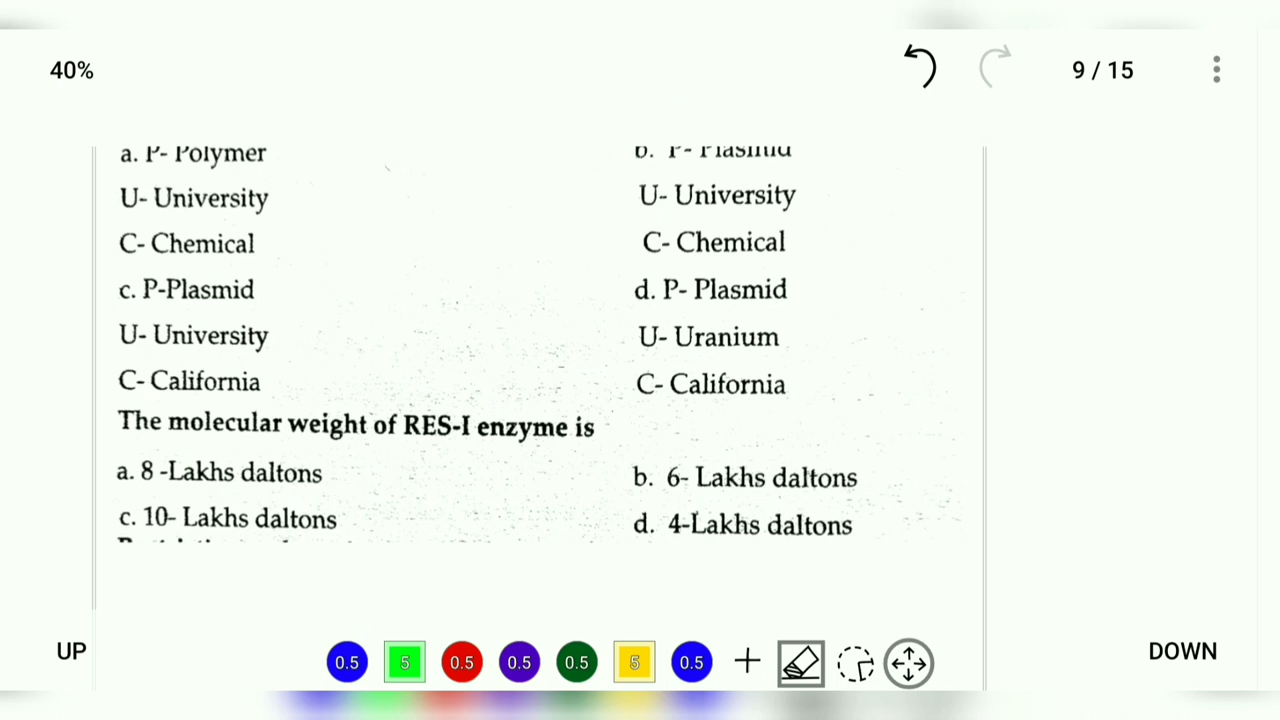 40%
9 / 15
a. P- Polymer
b. P- Plasmid
U- University
U- University
C- Chemical
C- Chemical
c. P-Plasmid
d. P- Plasmid
U- University
U- Uranium
C- California
C- California
The molecular weight of RES-I enzyme is
a. 8 -Lakhs daltons
b. 6- Lakhs daltons
c. 10- Lakhs daltons
d. 4-Lakhs daltons
UP
0.5 5 0.5 0.5 0.5 5 0.5
DOWN